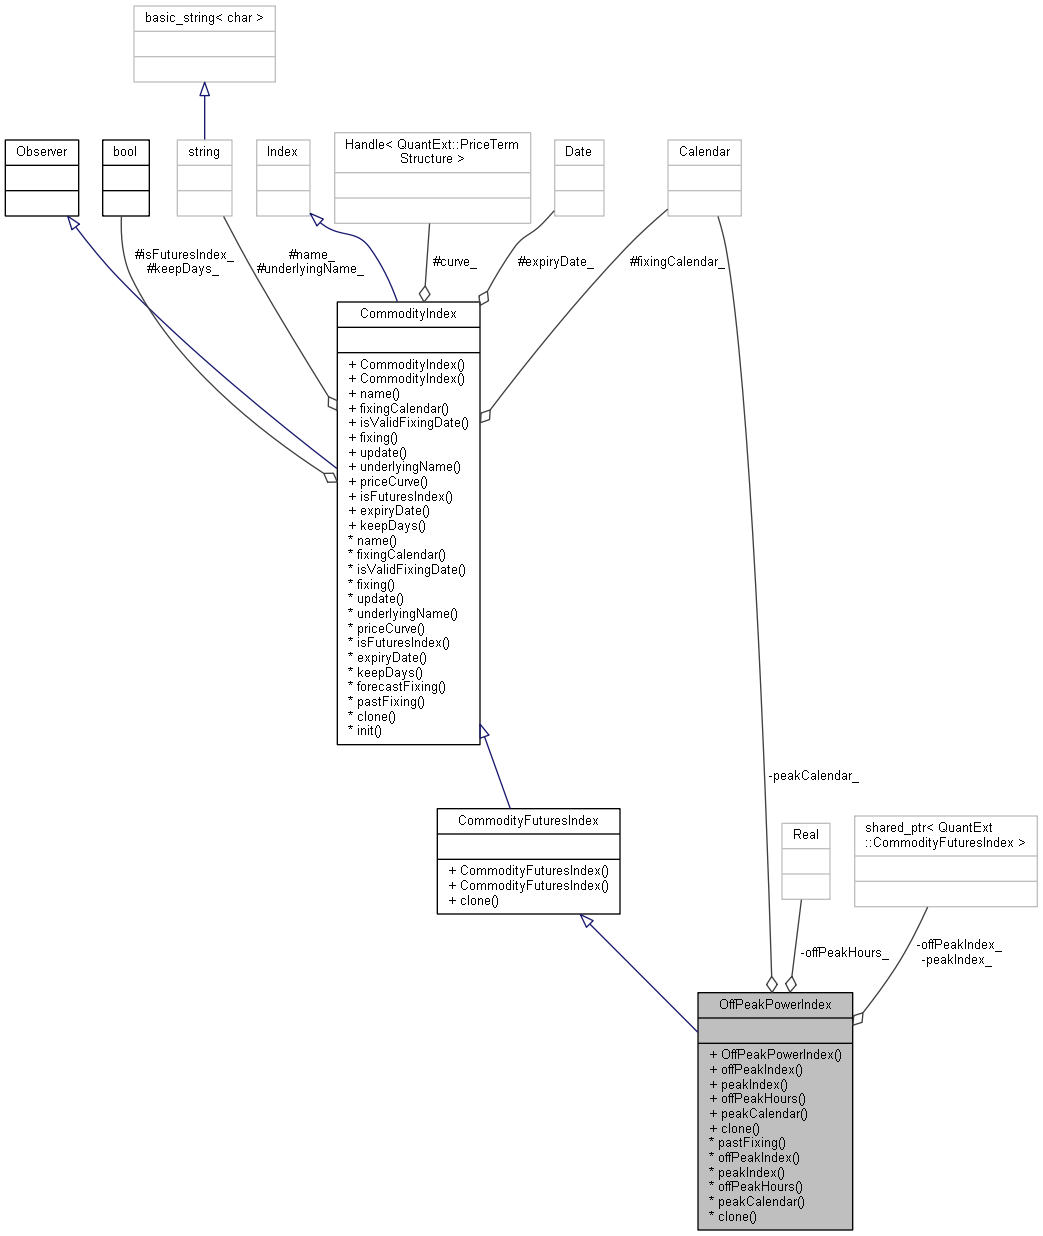 basic_string< char >
Observer
bool
string
Index
Handle< QuantExt::PriceTerm
Structure >
Date
Calendar
#isFuturesIndex_
#keepDays_
#name_
#underlyingName_
#curve_
#expiryDate_
#fixingCalendar_
CommodityIndex
+ CommodityIndex()
+ CommodityIndex()
+ name()
+ fixingCalendar()
+ isValidFixingDate()
+ fixing()
+ update()
+ underlyingName()
+ priceCurve()
+ isFuturesIndex()
+ expiryDate()
+ keepDays()
* name()
* fixingCalendar()
* isValidFixingDate()
* fixing()
* update()
* underlyingName()
* priceCurve()
* isFuturesIndex()
* expiryDate()
* keepDays()
* forecastFixing()
* pastFixing()
* clone()
* init()
-peakCalendar_
CommodityFuturesIndex
+ CommodityFuturesIndex()
+ CommodityFuturesIndex()
+ clone()
Real
shared_ptr< QuantExt
::CommodityFuturesIndex >
-offPeakHours_
-offPeakIndex_
-peakIndex_
OffPeakPowerIndex
+ OffPeakPowerIndex()
+ offPeakIndex()
+ peakIndex()
+ offPeakHours()
+ peakCalendar()
+ clone()
* pastFixing()
* offPeakIndex()
* peakIndex()
* offPeakHours()
* peakCalendar()
* clone()